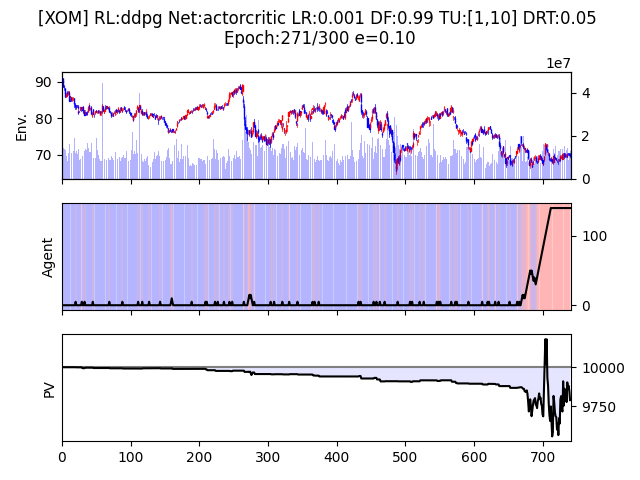 [XOM] RL:ddpg Net:actorcritic LR:0.001 DF:0.99 TU:[1,10] DRT:0.05
Epoch:271/300 e=0.10
1e7
90
80
70
Env.
4
2
0
Agent
100
0
PV
10000
9750
0 100 200 300 400 500 600 700